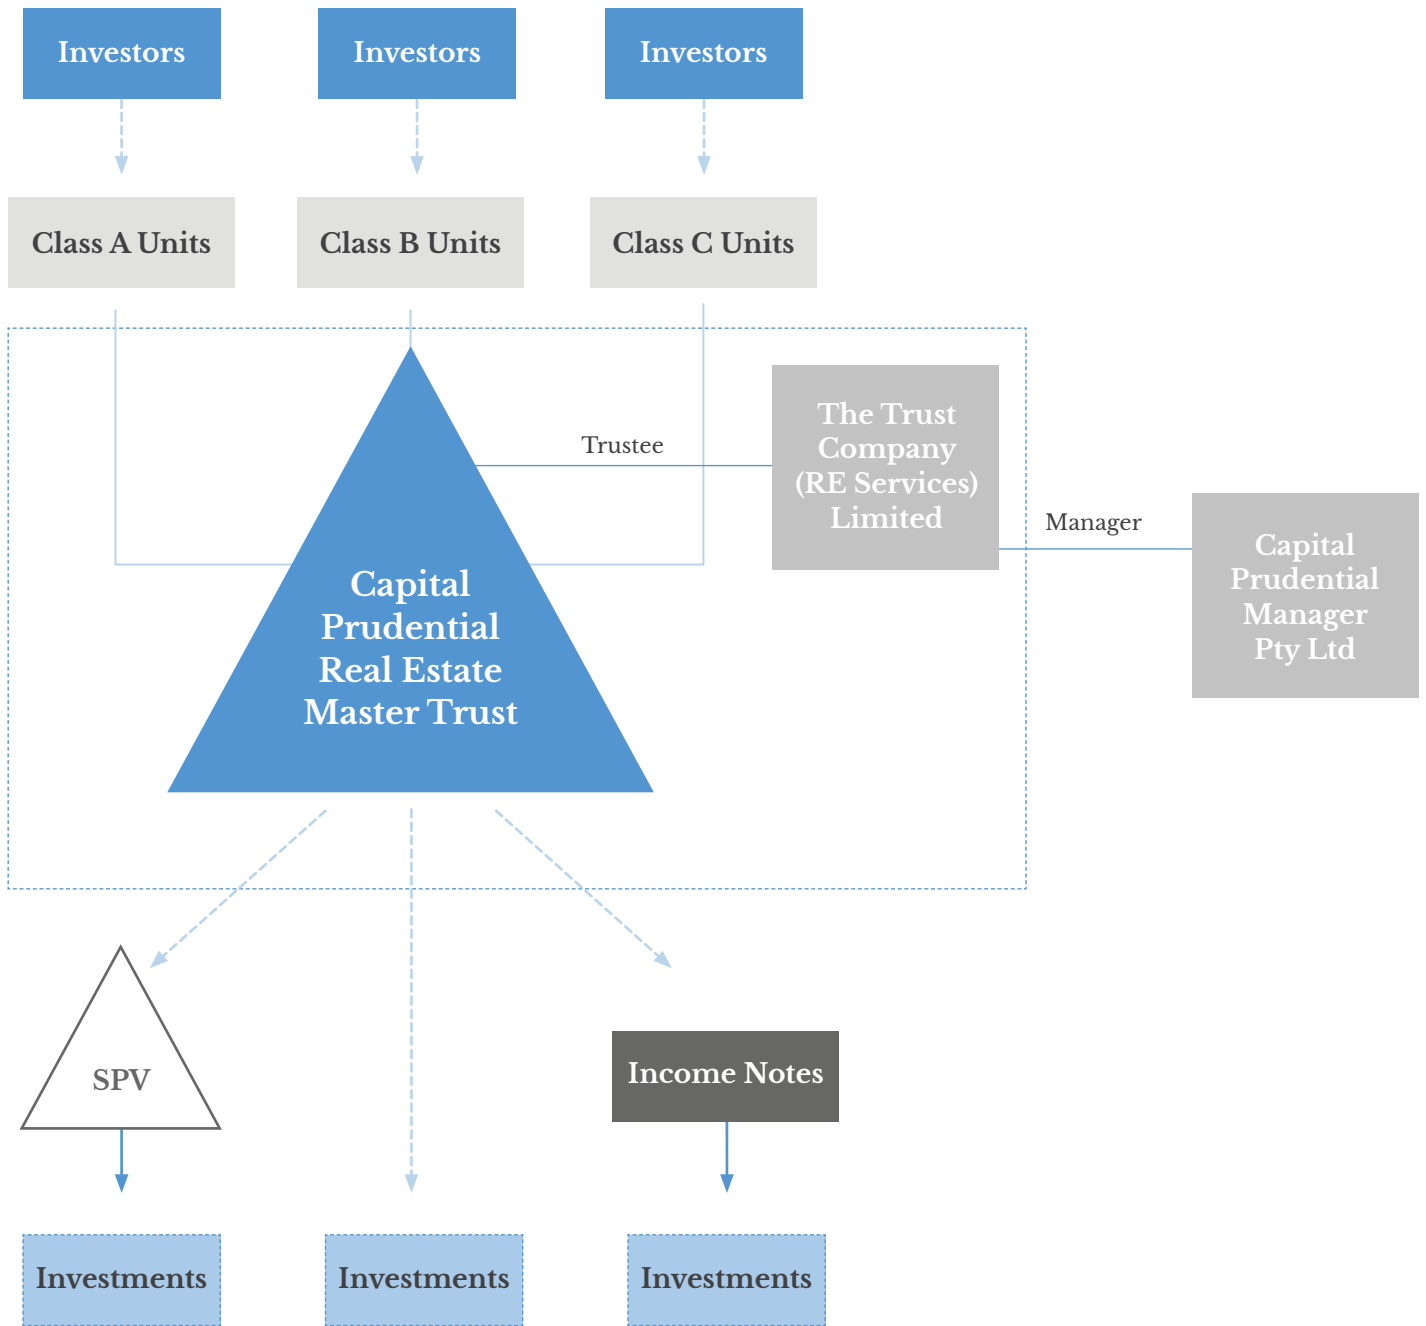 Investors
Investors
Investors
Class A Units
Class B Units
Class C Units
Trustee
The Trust
Company
(RE Services)
Limited
Manager
Capital
Prudential
Manager
Pty Ltd
Capital
Prudential
Real Estate
Master Trust
SPV
Income Notes
Investments
Investments
Investments